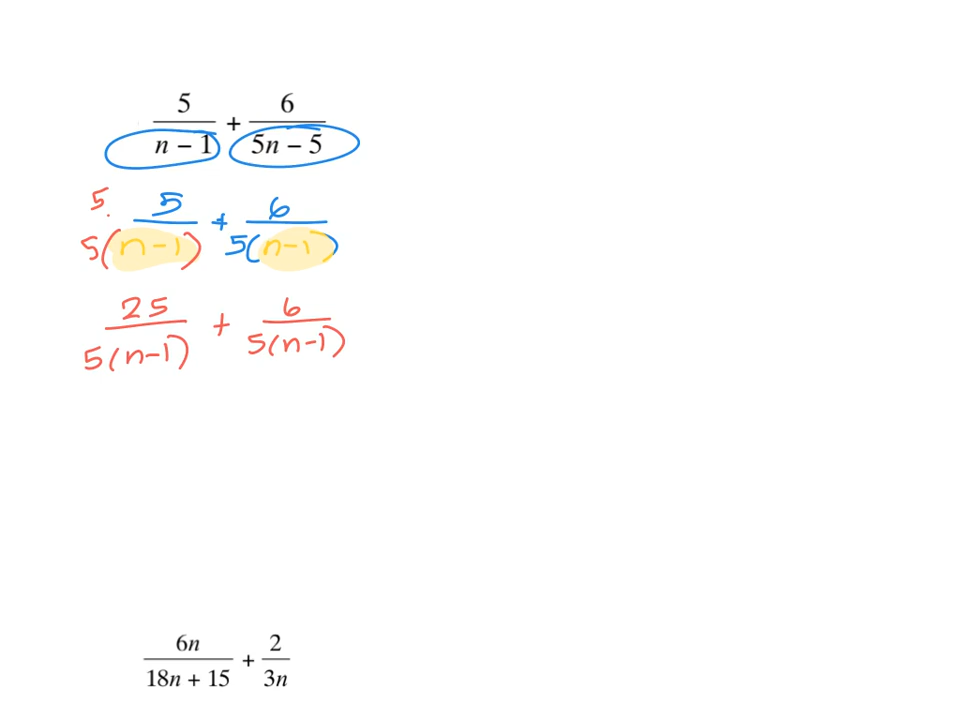 5/(n − 1) + 6/(5n − 5)
5· 5/5(n-1) + 6/5(n-1)
25/5(n-1) + 6/5(n-1)
6n/(18n + 15) + 2/3n